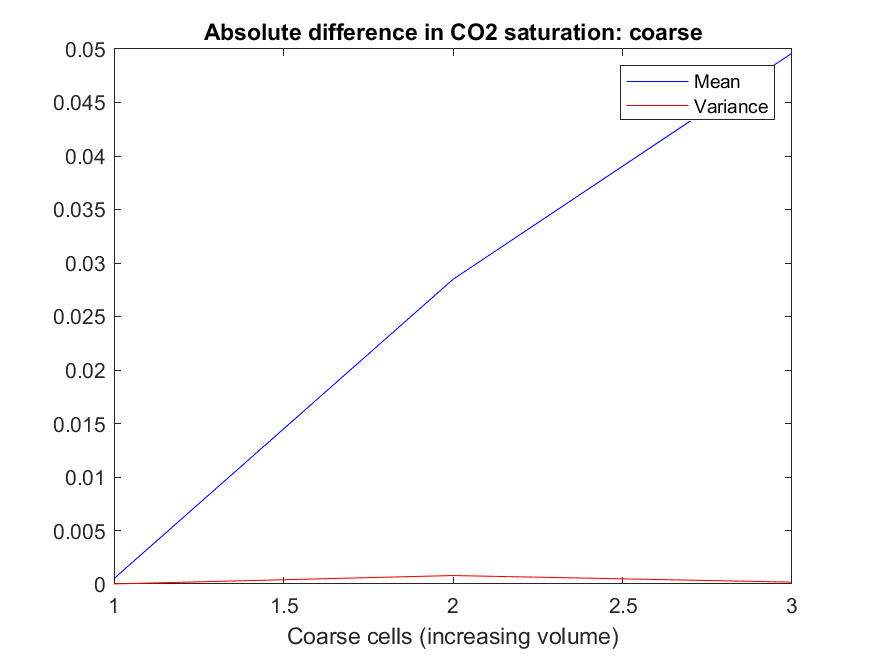 Absolute difference in CO2 saturation: coarse
Mean
Variance
0.05
0.045
0.04
0.035
0.03
0.025
0.02
0.015
0.01
0.005
0
1 1.5 2 2.5 3
Coarse cells (increasing volume)